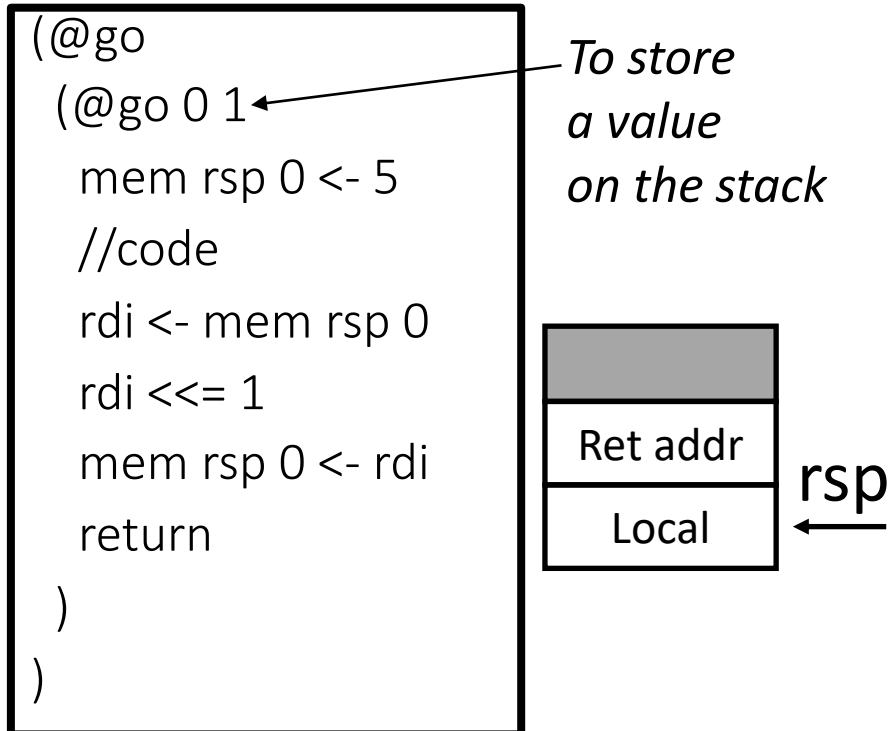 (@go
(@go 0 1
mem rsp 0 <- 5
//code
rdi <- mem rsp 0
rdi <<= 1
mem rsp 0 <- rdi
return
)
)
To store
a value
on the stack
Ret addr
Local
rsp